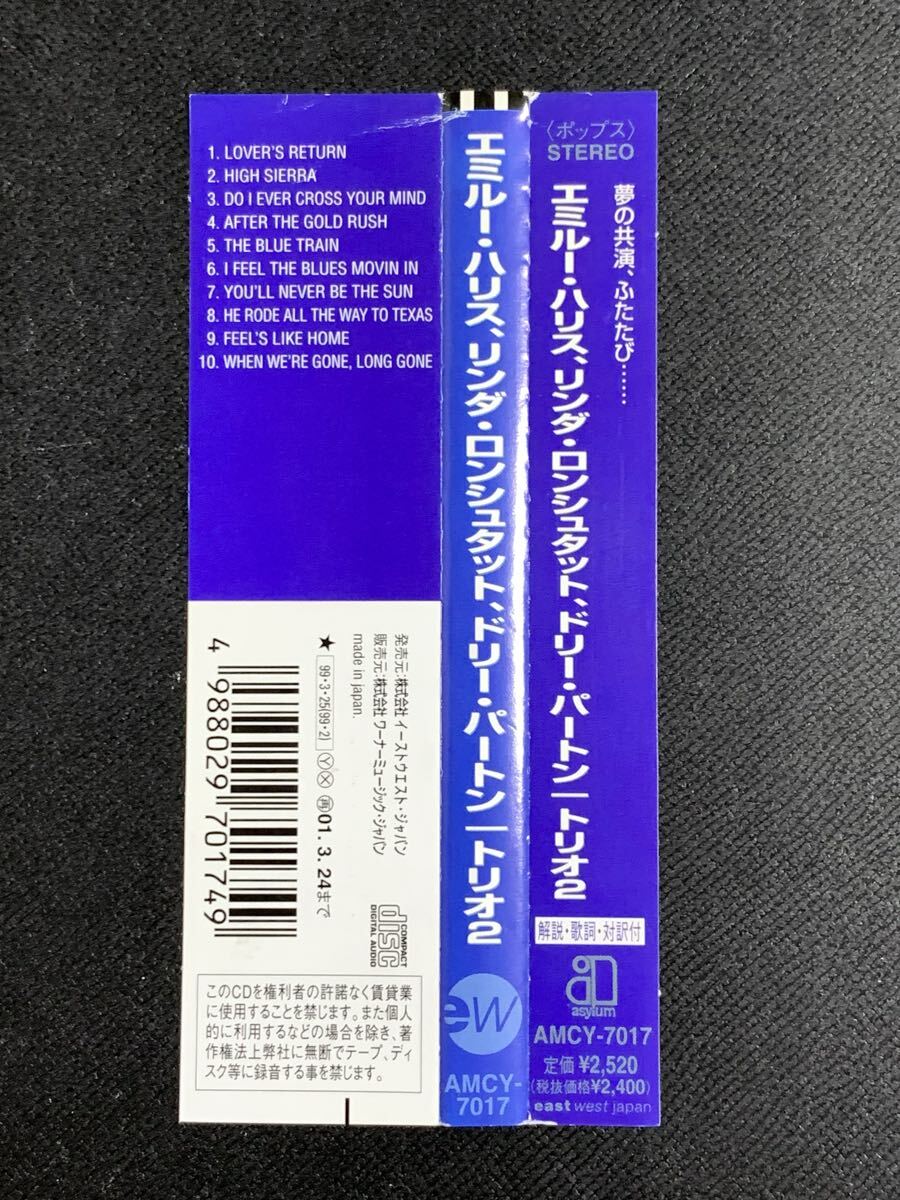 1. LOVER'S RETURN
2. HIGH SIERRA
3. DO I EVER CROSS YOUR MIND
4. AFTER THE GOLD RUSH
5. THE BLUE TRAIN
6. I FEEL THE BLUES MOVIN IN
7. YOU'LL NEVER BE THE SUN
8. HE RODE ALL THE WAY TO TEXAS
9. FEEL'S LIKE HOME
10. WHEN WE'RE GONE, LONG GONE
発売元:株式会社 イーストウエスト・ジャパン
販売元:株式会社 ワーナーミュージック・ジャパン
made in japan.
★ 99・3・25(99・2) Ⓨ Ⓧ 再 01.3.24まで
4 988029 701749
COMPACT
disc
DIGITAL AUDIO
このCDを権利者の許諾なく賃貸業
に使用することを禁じます。また個人
的に利用するなどの場合を除き、著
作権法上弊社に無断でテープ、ディ
スク等に録音する事を禁じます。
エミルー・ハリス、リンダ・ロンシュタット、ドリー・パートン|トリオ2
eW
AMCY-
7017
〈ポップス〉
STEREO
夢の共演、ふたたび……
エミルー・ハリス、リンダ・ロンシュタット、ドリー・パートン|トリオ2
解説・歌詞・対訳付
asylum
AMCY-7017
定価 ¥2,520
(税抜価格¥2,400)
east west japan